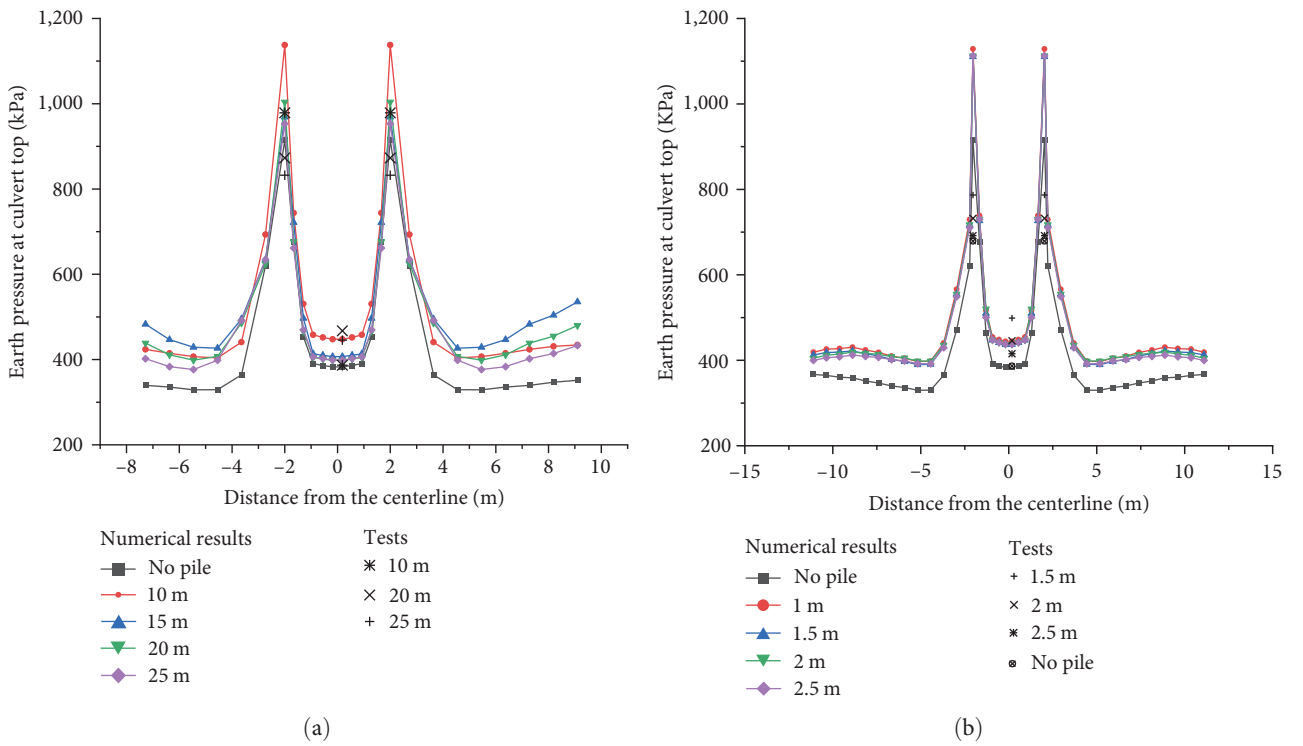 1,200
1,000
800
600
400
200
Earth pressure at culvert top (kPa)
−8 −6 −4 −2 0 2 4 6 8 10
Distance from the centerline (m)
Numerical results
No pile
10 m
15 m
20 m
25 m
Tests
10 m
20 m
25 m
(a)
1,200
1,000
800
600
400
200
Earth pressure at culvert top (KPa)
−15 −10 −5 0 5 10 15
Distance from the centerline (m)
Numerical results
No pile
1 m
1.5 m
2 m
2.5 m
Tests
1.5 m
2 m
2.5 m
No pile
(b)